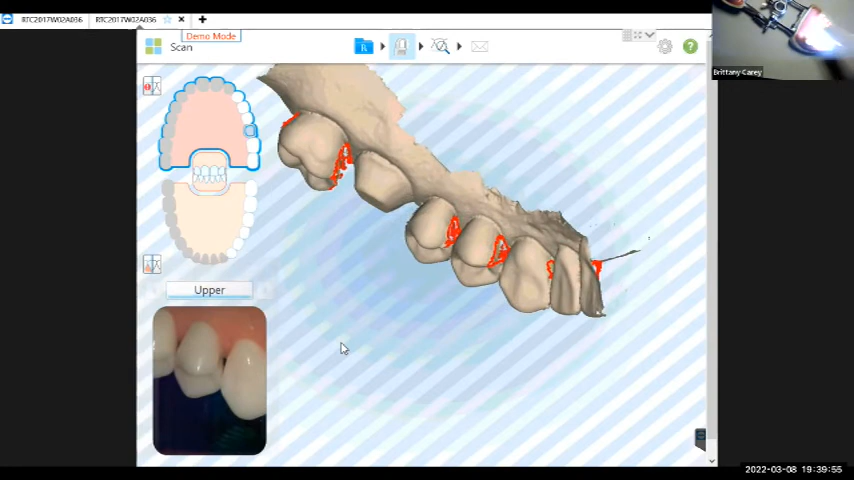 RTC2017W02A036
RTC2017W02A036
Demo Mode
Scan
R
?
Brittany Carey
Upper
2022-03-08 19:39:55